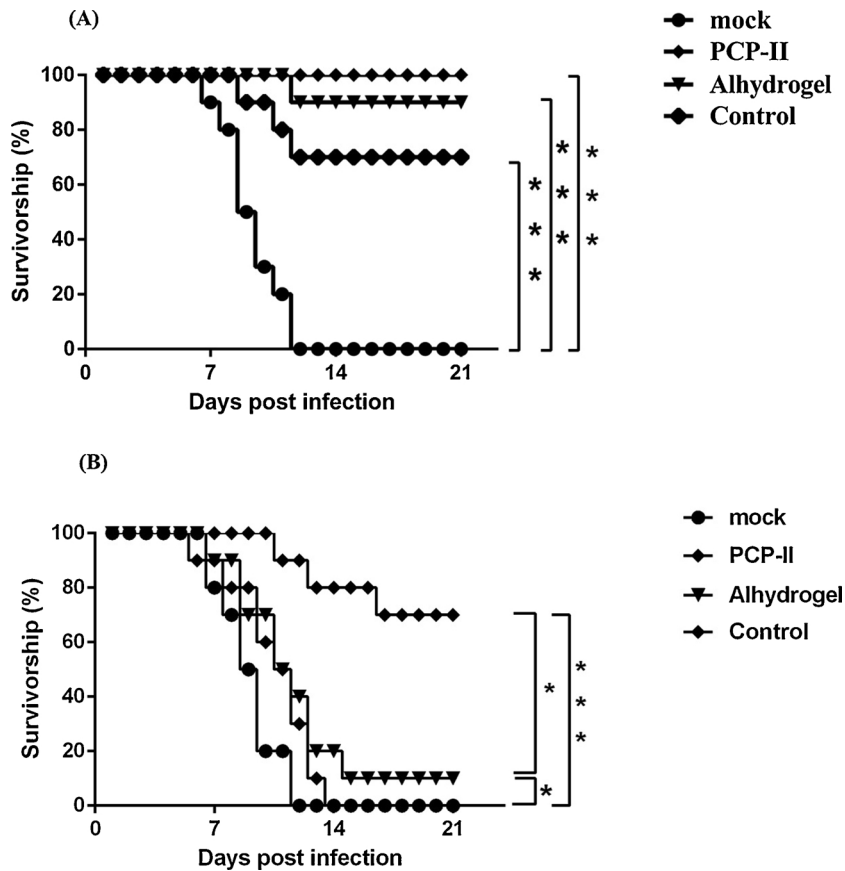 (A)
mock
PCP-II
Alhydrogel
Control
100
80
60
40
20
0
Survivorship (%)
0 7 14 21
Days post infection
* * *
* * *
* * *
(B)
mock
PCP-II
Alhydrogel
Control
100
80
60
40
20
0
Survivorship (%)
0 7 14 21
Days post infection
*
* * *
*